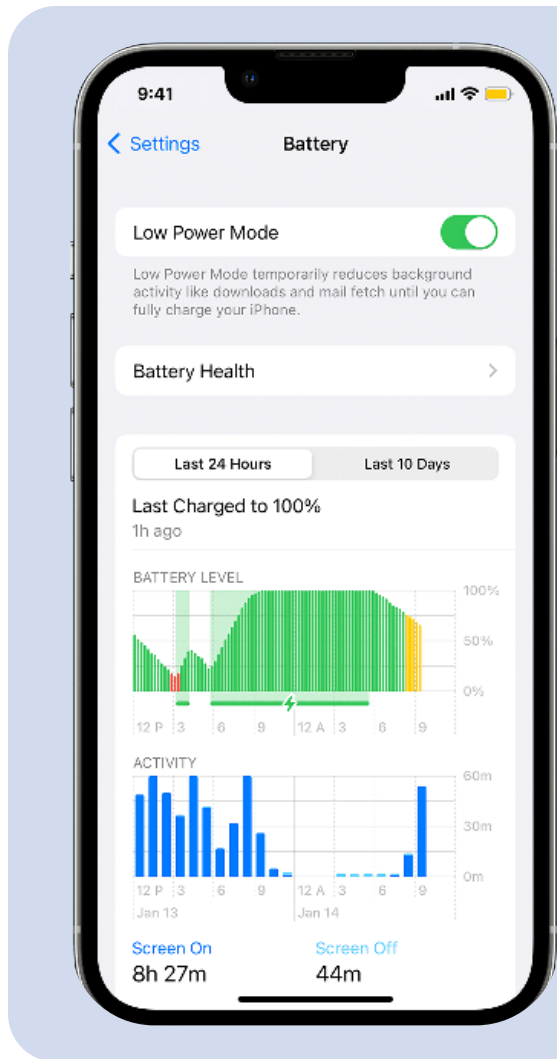 9:41
Settings
Battery
Low Power Mode
Low Power Mode temporarily reduces background
activity like downloads and mail fetch until you can
fully charge your iPhone.
Battery Health
Last 24 Hours Last 10 Days
Last Charged to 100%
1h ago
BATTERY LEVEL
100%
50%
0%
12 P 3 6 9 12 A 3 6 9
ACTIVITY
60m
30m
0m
12 P 3 6 9 12 A 3 6 9
Jan 13 Jan 14
Screen On Screen Off
8h 27m 44m